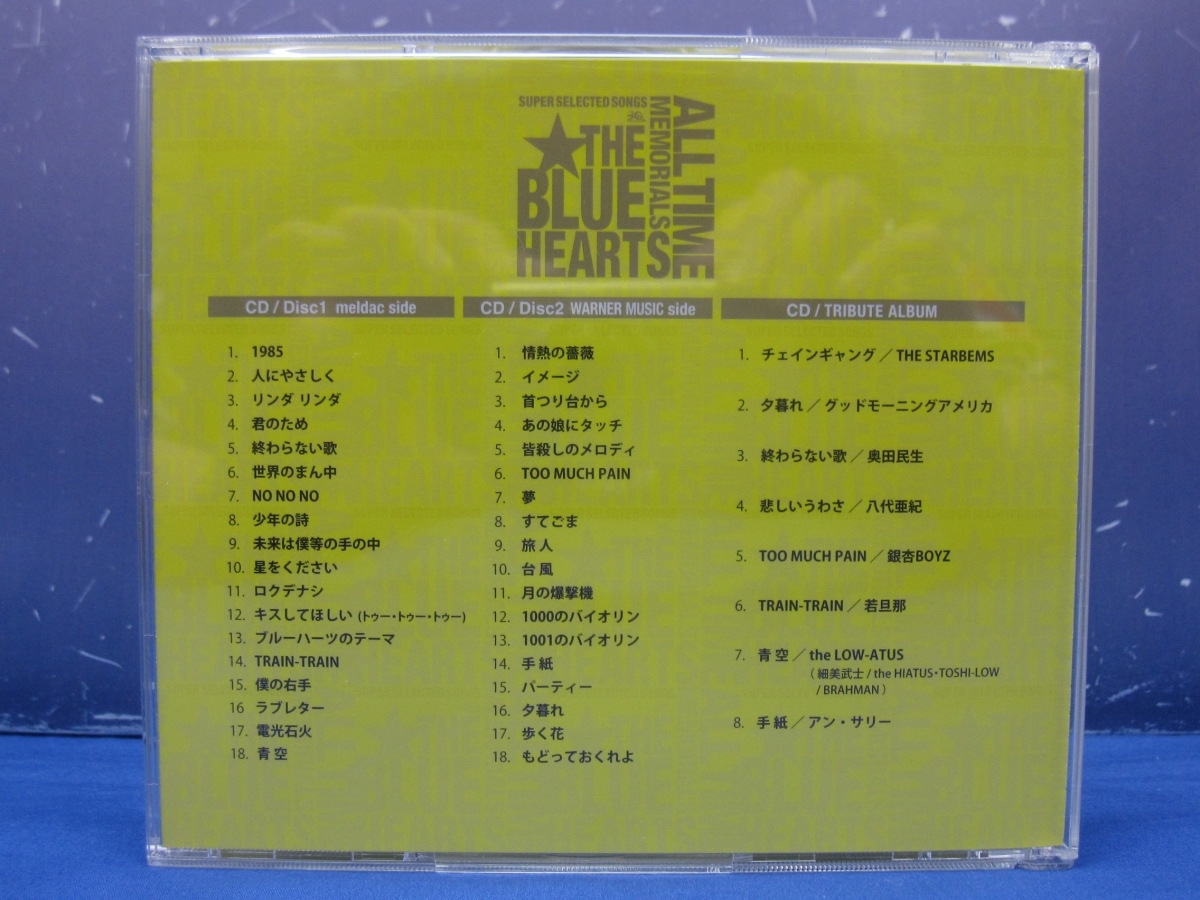 SUPER SELECTED SONGS
THE
BLUE
HEARTS
ALL TIME
MEMORIALS
CD / Disc1 meldac side
1. 1985
2. 人にやさしく
3. リンダ リンダ
4. 君のため
5. 終わらない歌
6. 世界のまん中
7. NO NO NO
8. 少年の詩
9. 未来は僕等の手の中
10. 星をください
11. ロクデナシ
12. キスしてほしい (トゥー・トゥー・トゥー)
13. ブルーハーツのテーマ
14. TRAIN-TRAIN
15. 僕の右手
16 ラブレター
17. 電光石火
18. 青 空
CD / Disc2 WARNER MUSIC side
1. 情熱の薔薇
2. イメージ
3. 首つり台から
4. あの娘にタッチ
5. 皆殺しのメロディ
6. TOO MUCH PAIN
7. 夢
8. すてごま
9. 旅 人
10. 台 風
11. 月の爆撃機
12. 1000のバイオリン
13. 1001のバイオリン
14. 手 紙
15. パーティー
16. 夕暮れ
17. 歩く花
18. もどっておくれよ
CD / TRIBUTE ALBUM
1. チェインギャング ／ THE STARBEMS
2. 夕暮れ ／ グッドモーニングアメリカ
3. 終わらない歌 ／ 奥田民生
4. 悲しいうわさ ／ 八代亜紀
5. TOO MUCH PAIN ／ 銀杏BOYZ
6. TRAIN-TRAIN ／ 若旦那
7. 青 空 ／ the LOW-ATUS
( 細美武士 / the HIATUS・TOSHI-LOW
/ BRAHMAN )
8. 手 紙 ／ アン・サリー